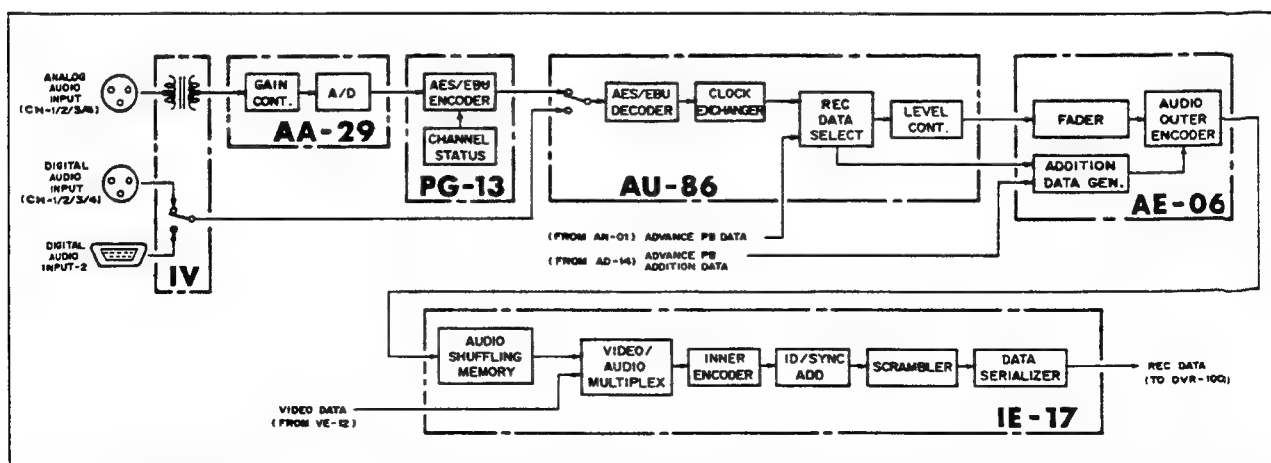 ANALOG
AUDIO
INPUT
(CH-1/2/3/4)
GAIN
CONT.
A/D
AA-29
AES/EBU
ENCODER
CHANNEL
STATUS
PG-13
AES/EBU
DECODER
CLOCK
EXCHANGER
REC
DATA
SELECT
LEVEL
CONT.
AU-86
FADER
AUDIO
OUTER
ENCODER
ADDITION
DATA GEN.
AE-06
DIGITAL
AUDIO
INPUT
(CH-1/2/3/4)
DIGITAL
AUDIO
INPUT-2
IV
(FROM AN-01) ADVANCE PB DATA
(FROM AD-14) ADVANCE PB
ADDITION DATA
AUDIO
SHUFFLING
MEMORY
VIDEO/
AUDIO
MULTIPLEX
INNER
ENCODER
ID/SYNC
ADD
SCRAMBLER
DATA
SERIALIZER
REC DATA
(TO DVR-100)
VIDEO DATA
(FROM VE-12)
IE-17